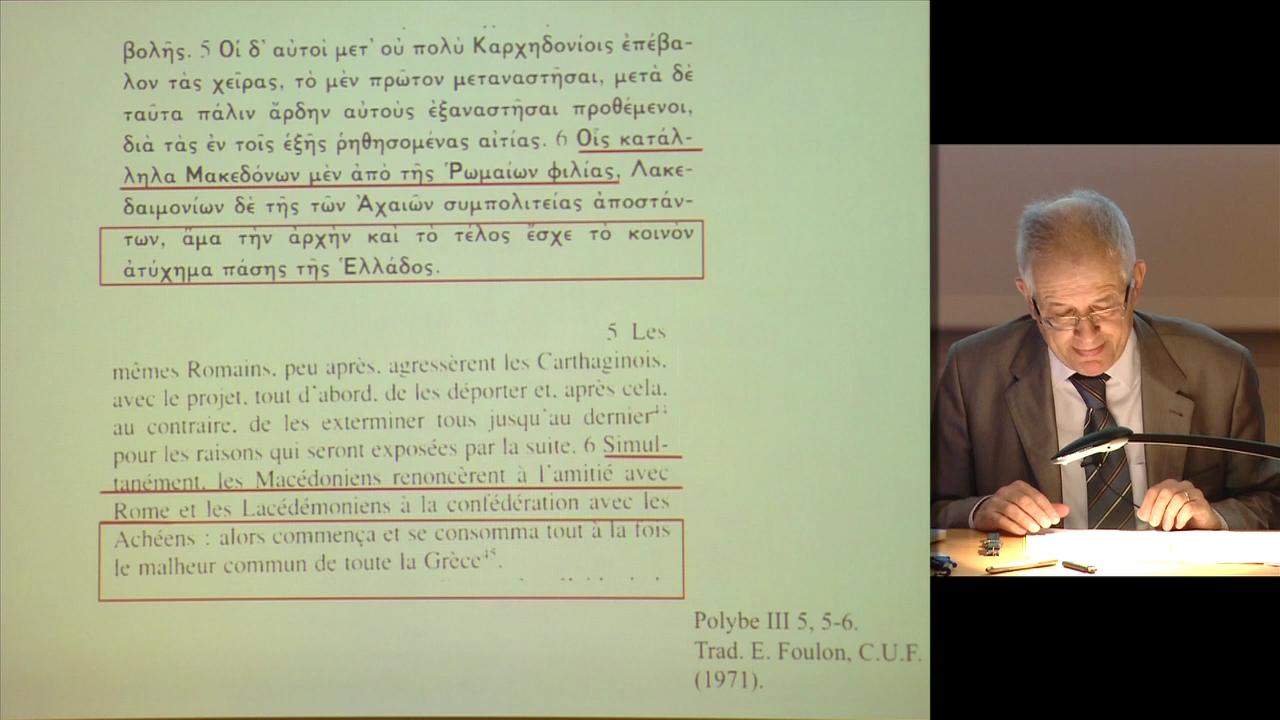 βολῆς. 5 Οἱ δ' αὐτοὶ μετ' οὐ πολὺ Καρχηδονίοις ἐπέβα-
λον τὰς χεῖρας, τὸ μὲν πρῶτον μεταναστῆσαι, μετὰ δὲ
ταῦτα πάλιν ἄρδην αὐτοὺς ἐξαναστῆσαι προθέμενοι,
διὰ τὰς ἐν τοῖς ἑξῆς ῥηθησομένας αἰτίας. 6 Οἷς κατάλ-
ληλα Μακεδόνων μὲν ἀπὸ τῆς Ῥωμαίων φιλίας, Λακε-
δαιμονίων δὲ τῆς τῶν Ἀχαιῶν συμπολιτείας ἀποστάν-
των, ἅμα τὴν ἀρχὴν καὶ τὸ τέλος ἔσχε τὸ κοινὸν
ἀτύχημα πάσης τῆς Ἑλλάδος.
5 Les
mêmes Romains, peu après, agressèrent les Carthaginois,
avec le projet, tout d'abord, de les déporter et, après cela,
au contraire, de les exterminer tous jusqu'au dernier
pour les raisons qui seront exposées par la suite. 6 Simul-
tanément, les Macédoniens renoncèrent à l'amitié avec
Rome et les Lacédémoniens à la confédération avec les
Achéens : alors commença et se consomma tout à la fois
le malheur commun de toute la Grèce⁴⁵.
Polybe III 5, 5-6.
Trad. E. Foulon, C.U.F.
(1971).